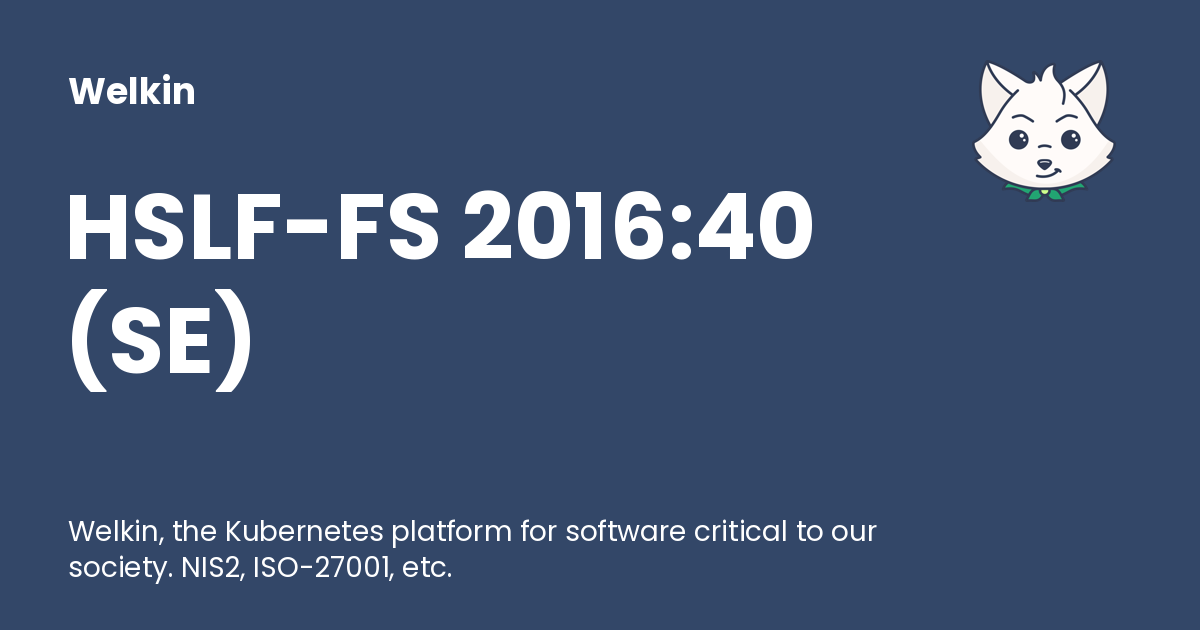 Welkin
HSLF-FS 2016:40
(SE)
Welkin, the Kubernetes platform for software critical to our
society. NIS2, ISO-27001, etc.